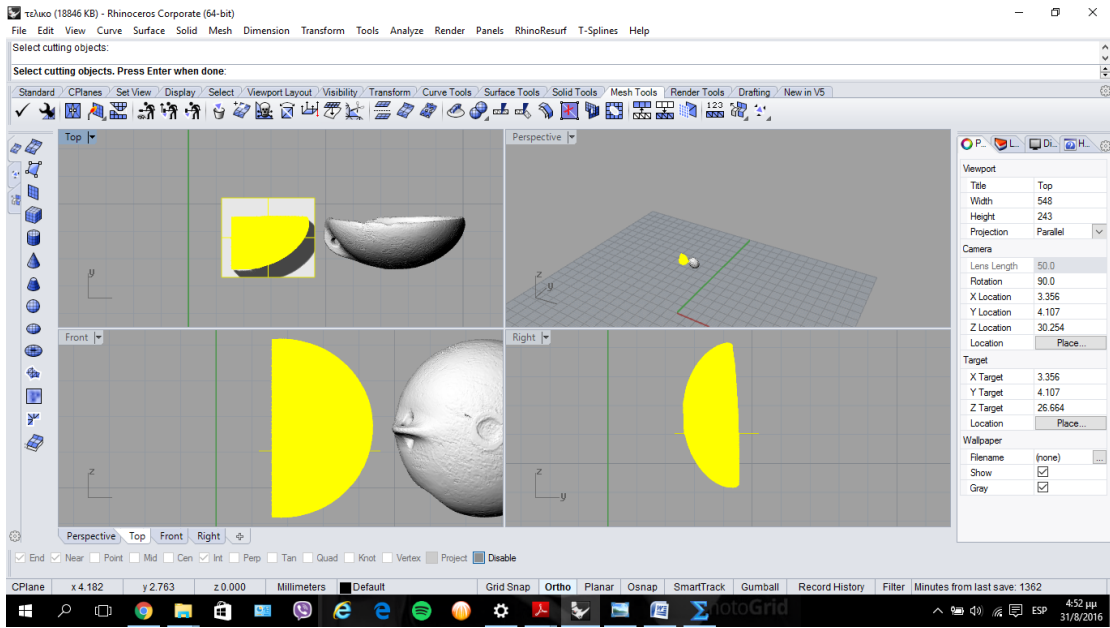 τελικο (18846 KB) - Rhinoceros Corporate (64-bit)
File Edit View Curve Surface Solid Mesh Dimension Transform Tools Analyze Render Panels RhinoResurf T-Splines Help
Select cutting objects:
Select cutting objects. Press Enter when done:
Standard CPlanes Set View Display Select Viewport Layout Visibility Transform Curve Tools Surface Tools Solid Tools Mesh Tools Render Tools Drafting New in V5
123
Top
Perspective
P... L... Di... H...
Viewport
Title Top
Width 548
Height 243
Projection Parallel
Camera
Lens Length 50.0
Rotation 90.0
X Location 3.356
Y Location 4.107
Z Location 30.254
Location Place...
Target
X Target 3.356
Y Target 4.107
Z Target 26.664
Location Place...
Wallpaper
Filename (none) ...
Show
Gray
y
z
y
Front
Right
z
z
y
Perspective Top Front Right
End Near Point Mid Cen Int Perp Tan Quad Knot Vertex Project Disable
CPlane x 4.182 y 2.763 z 0.000 Millimeters Default Grid Snap Ortho Planar Osnap SmartTrack Gumball Record History Filter Minutes from last save: 1362
ESP
4:52 μμ
31/8/2016